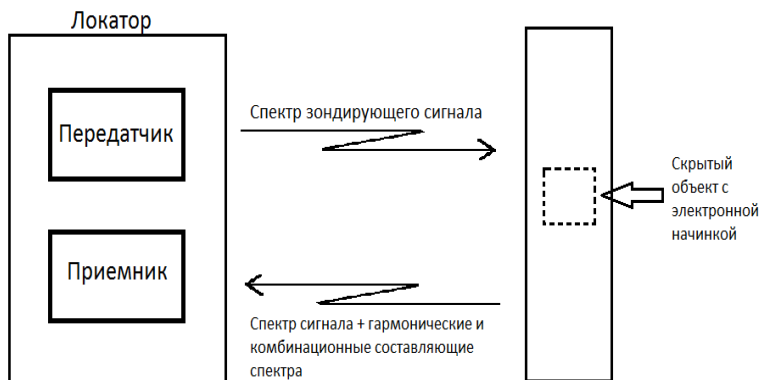 Локатор
Передатчик
Спектр зондирующего сигнала
Скрытый
объект с
электронной
начинкой
Приемник
Спектр сигнала + гармонические и
комбинационные составляющие
спектра